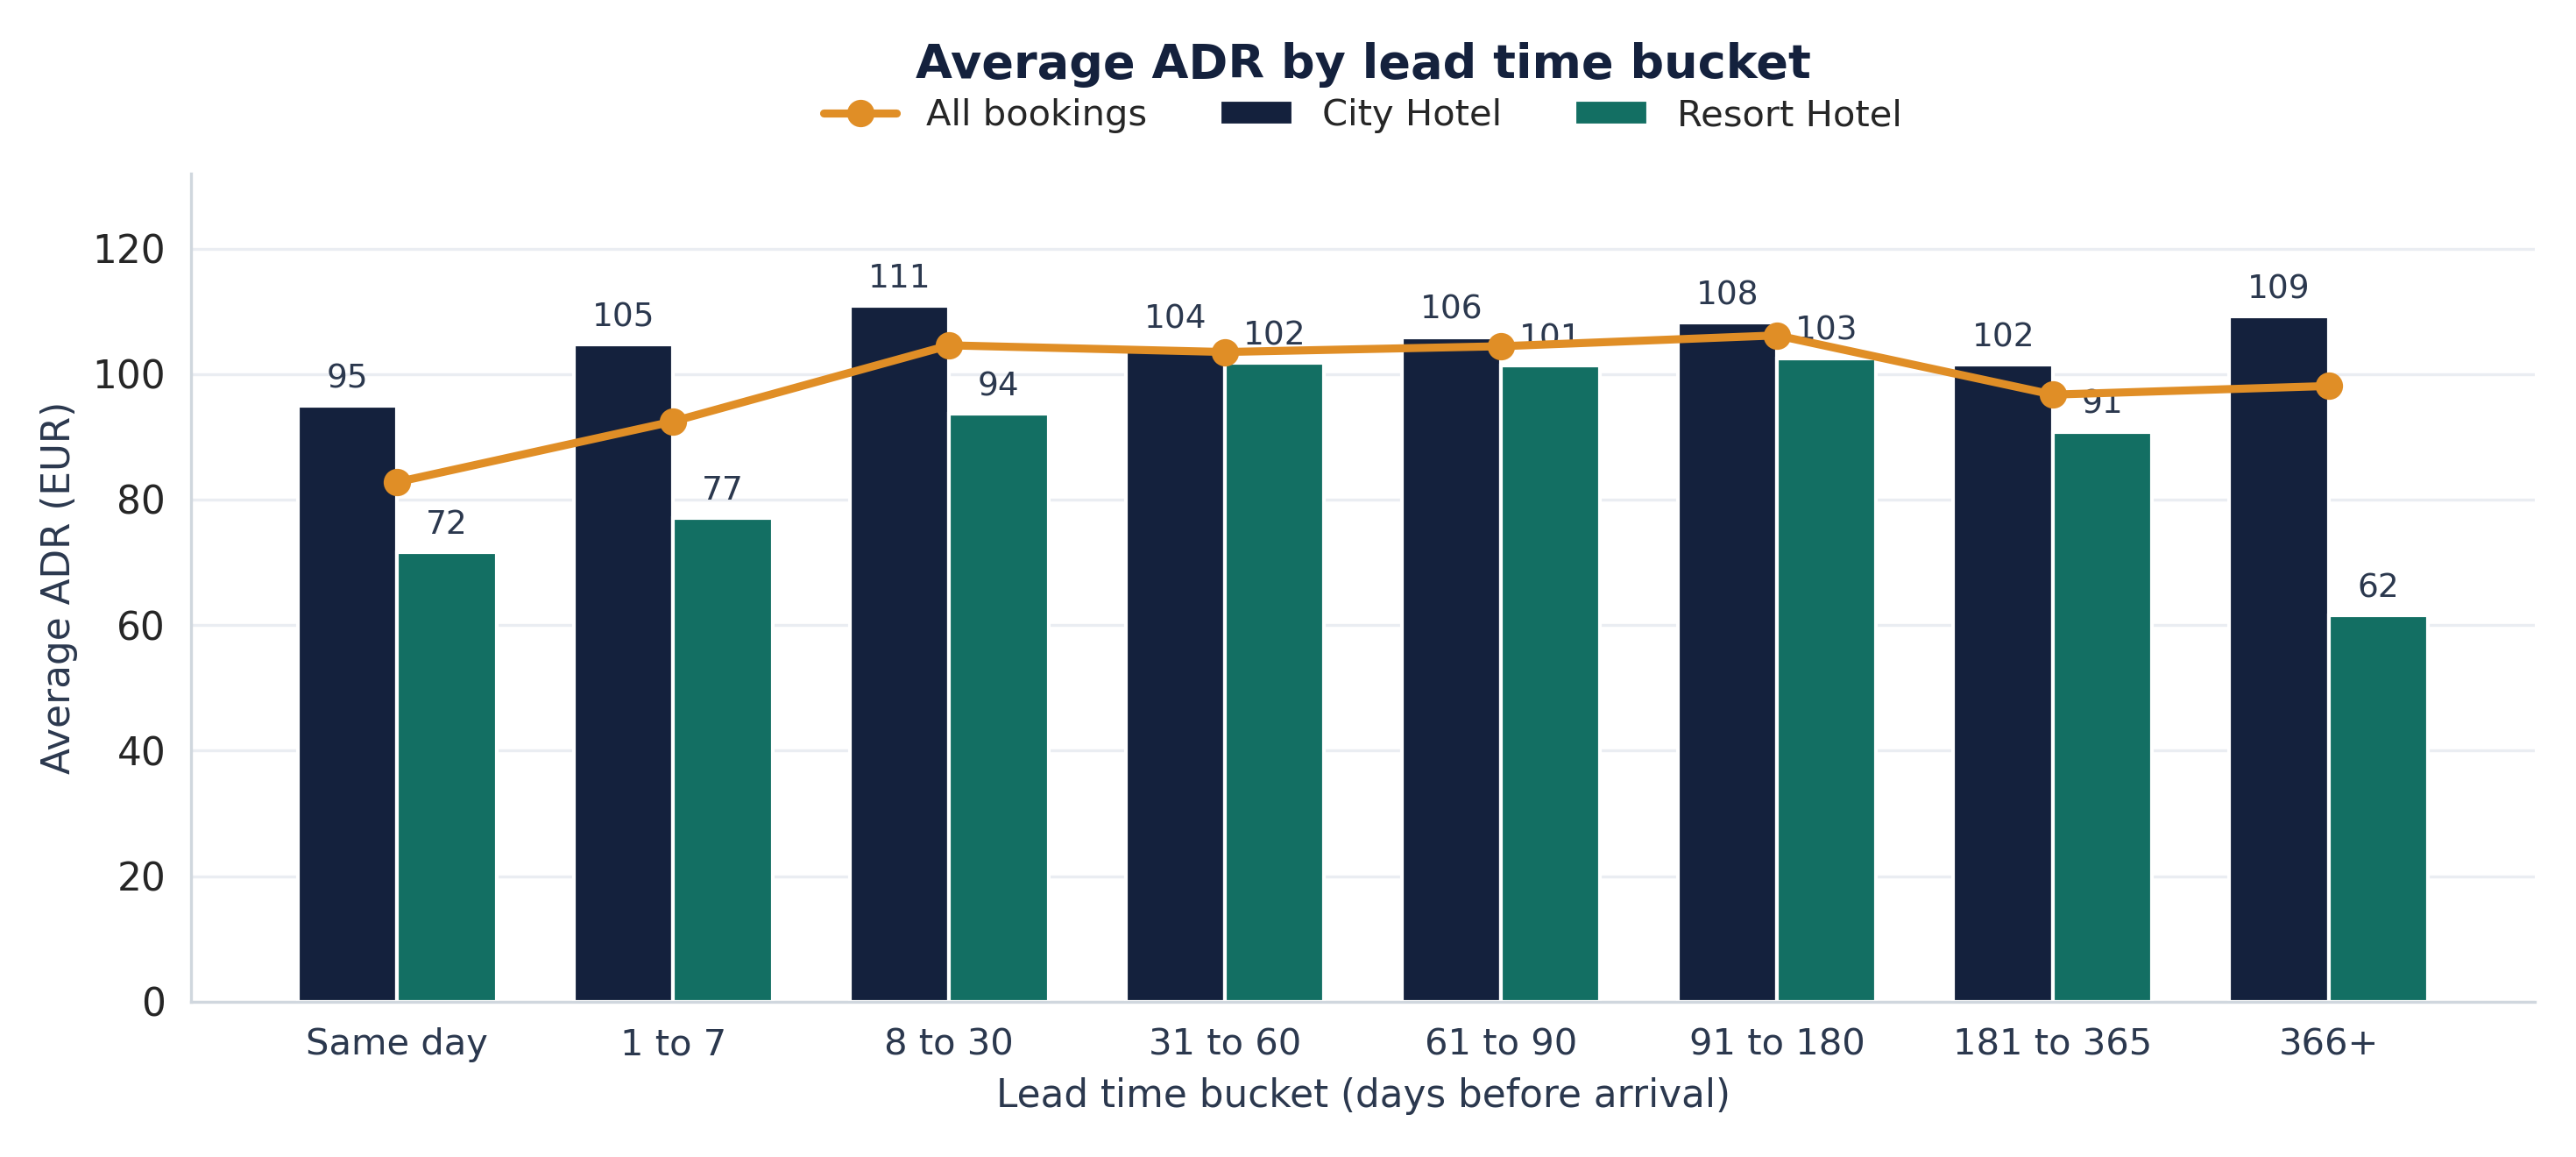 Average ADR by lead time bucket
All bookings City Hotel Resort Hotel
Average ADR (EUR)
120
100
80
60
40
20
0
95 72 105 77 111 94 104 102 106 101 108 103 102 91 109 62
Same day 1 to 7 8 to 30 31 to 60 61 to 90 91 to 180 181 to 365 366+
Lead time bucket (days before arrival)